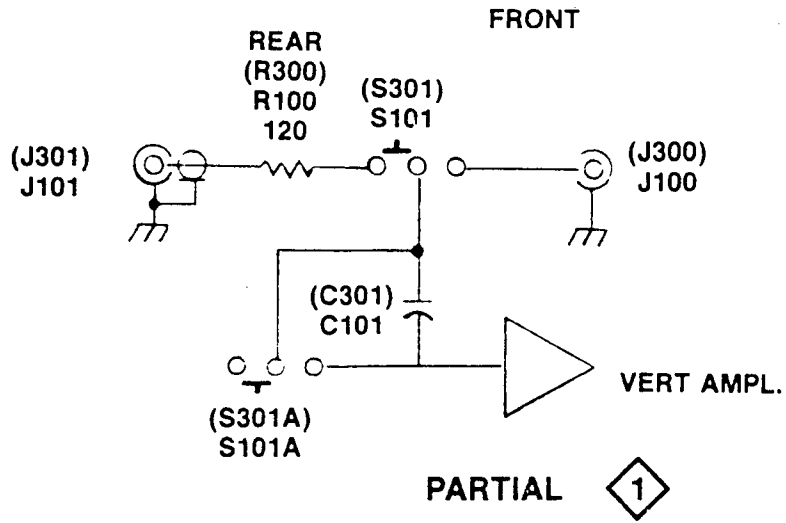 FRONT
REAR
(R300)
R100
120
(S301)
S101
(J301)
J101
(J300)
J100
(C301)
C101
(S301A)
S101A
VERT AMPL.
PARTIAL 1